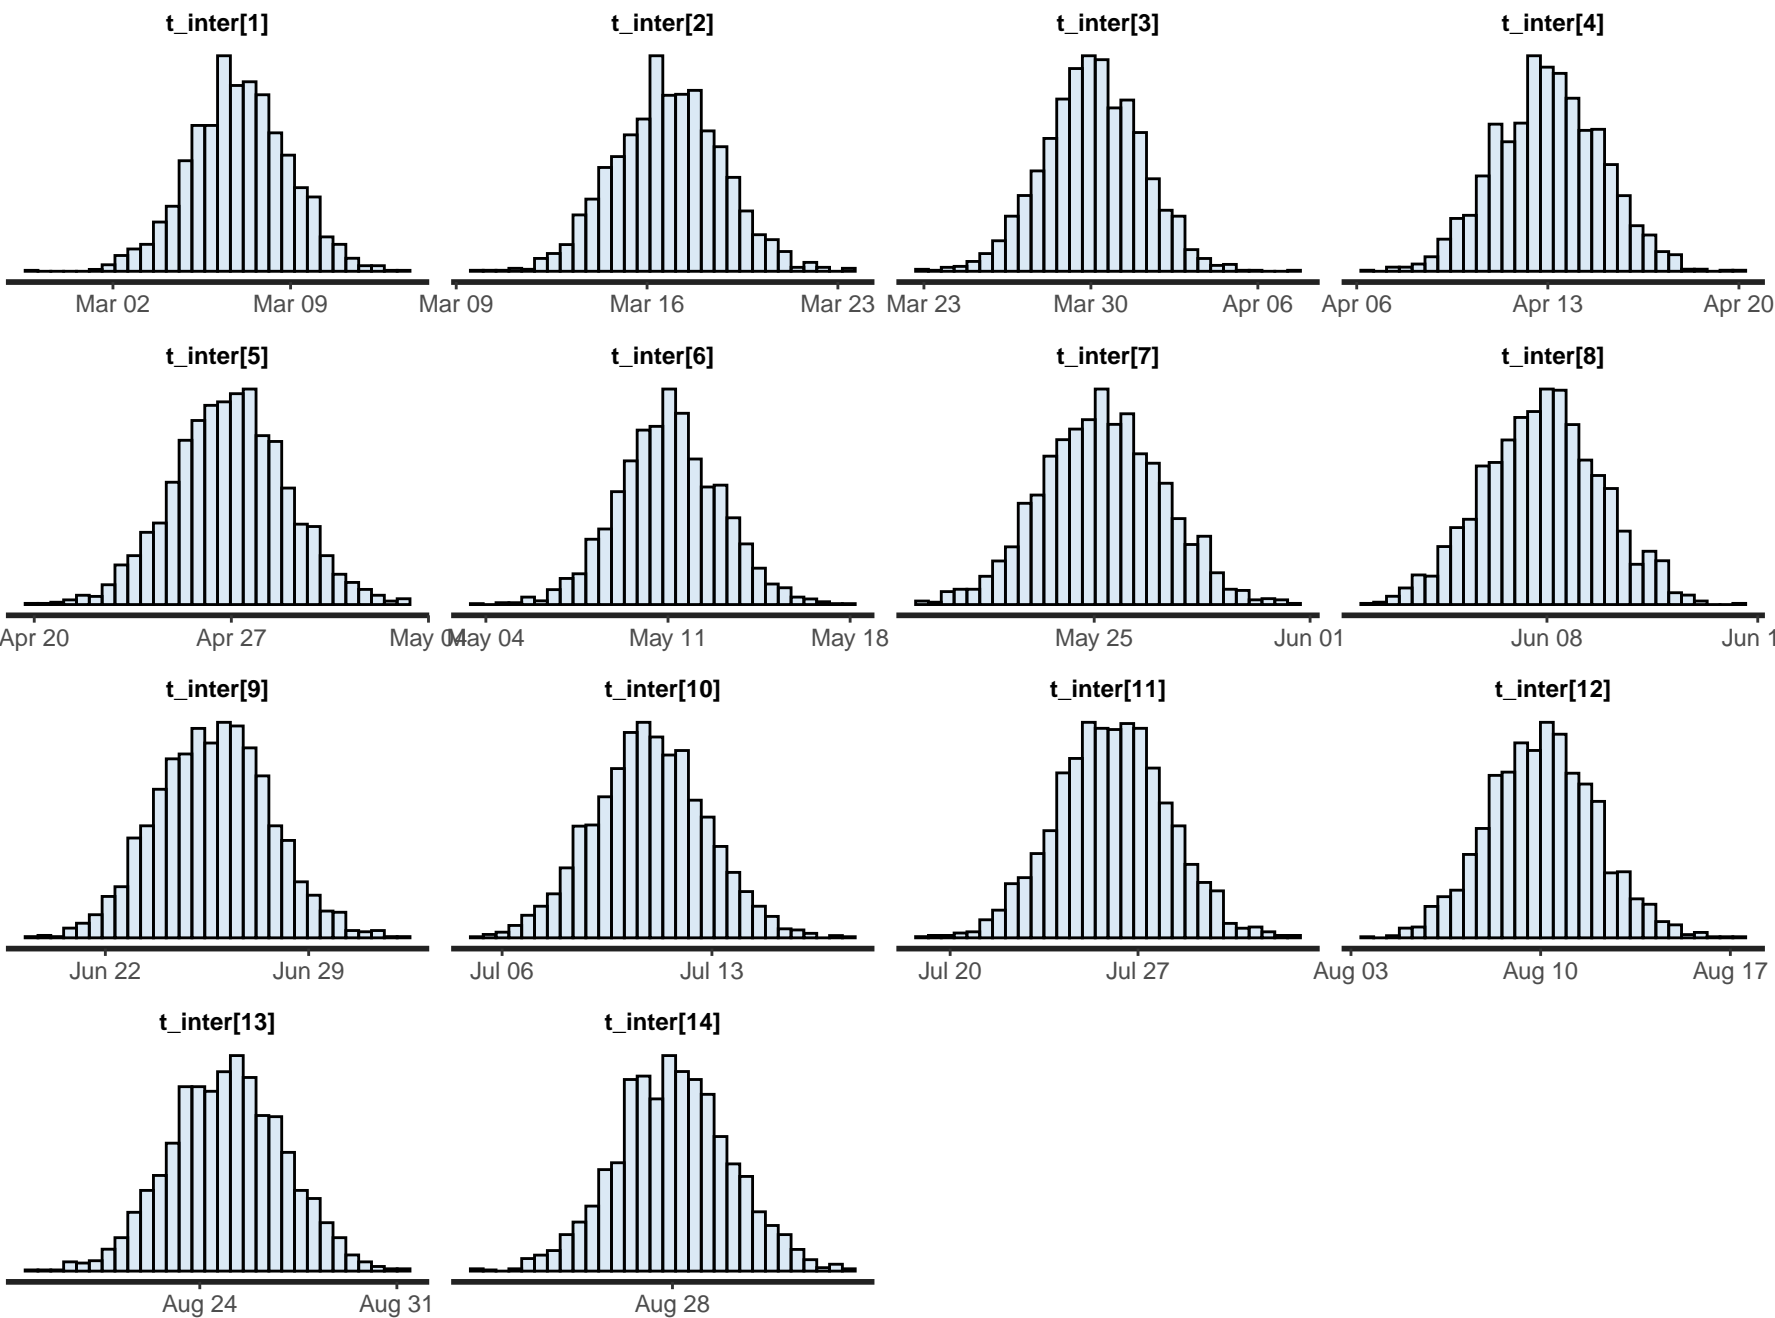 t_inter[1] t_inter[2] t_inter[3] t_inter[4]
Mar 02 Mar 09 Mar 09 Mar 16 Mar 23 Mar 23 Mar 30 Apr 06 Apr 06 Apr 13 Apr 20
t_inter[5] t_inter[6] t_inter[7] t_inter[8]
Apr 20 Apr 27 May 04 May 04 May 11 May 18 May 25 Jun 01 Jun 08 Jun 1
t_inter[9] t_inter[10] t_inter[11] t_inter[12]
Jun 22 Jun 29 Jul 06 Jul 13 Jul 20 Jul 27 Aug 03 Aug 10 Aug 17
t_inter[13] t_inter[14]
Aug 24 Aug 31 Aug 28